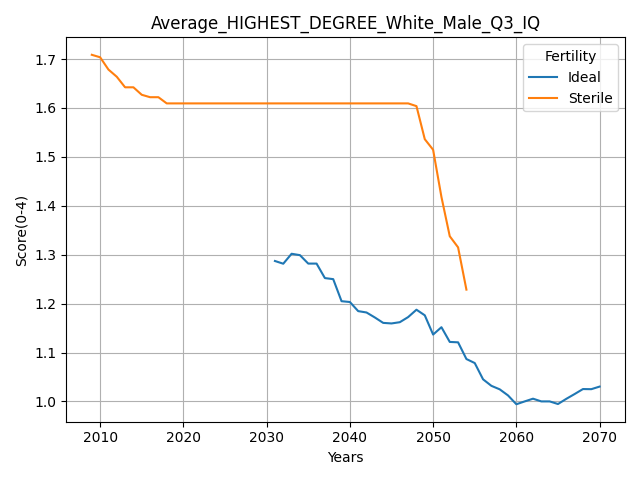 Average_HIGHEST_DEGREE_White_Male_Q3_IQ
Fertility
Ideal
Sterile
Score(0-4)
1.7
1.6
1.5
1.4
1.3
1.2
1.1
1.0
2010 2020 2030 2040 2050 2060 2070
Years